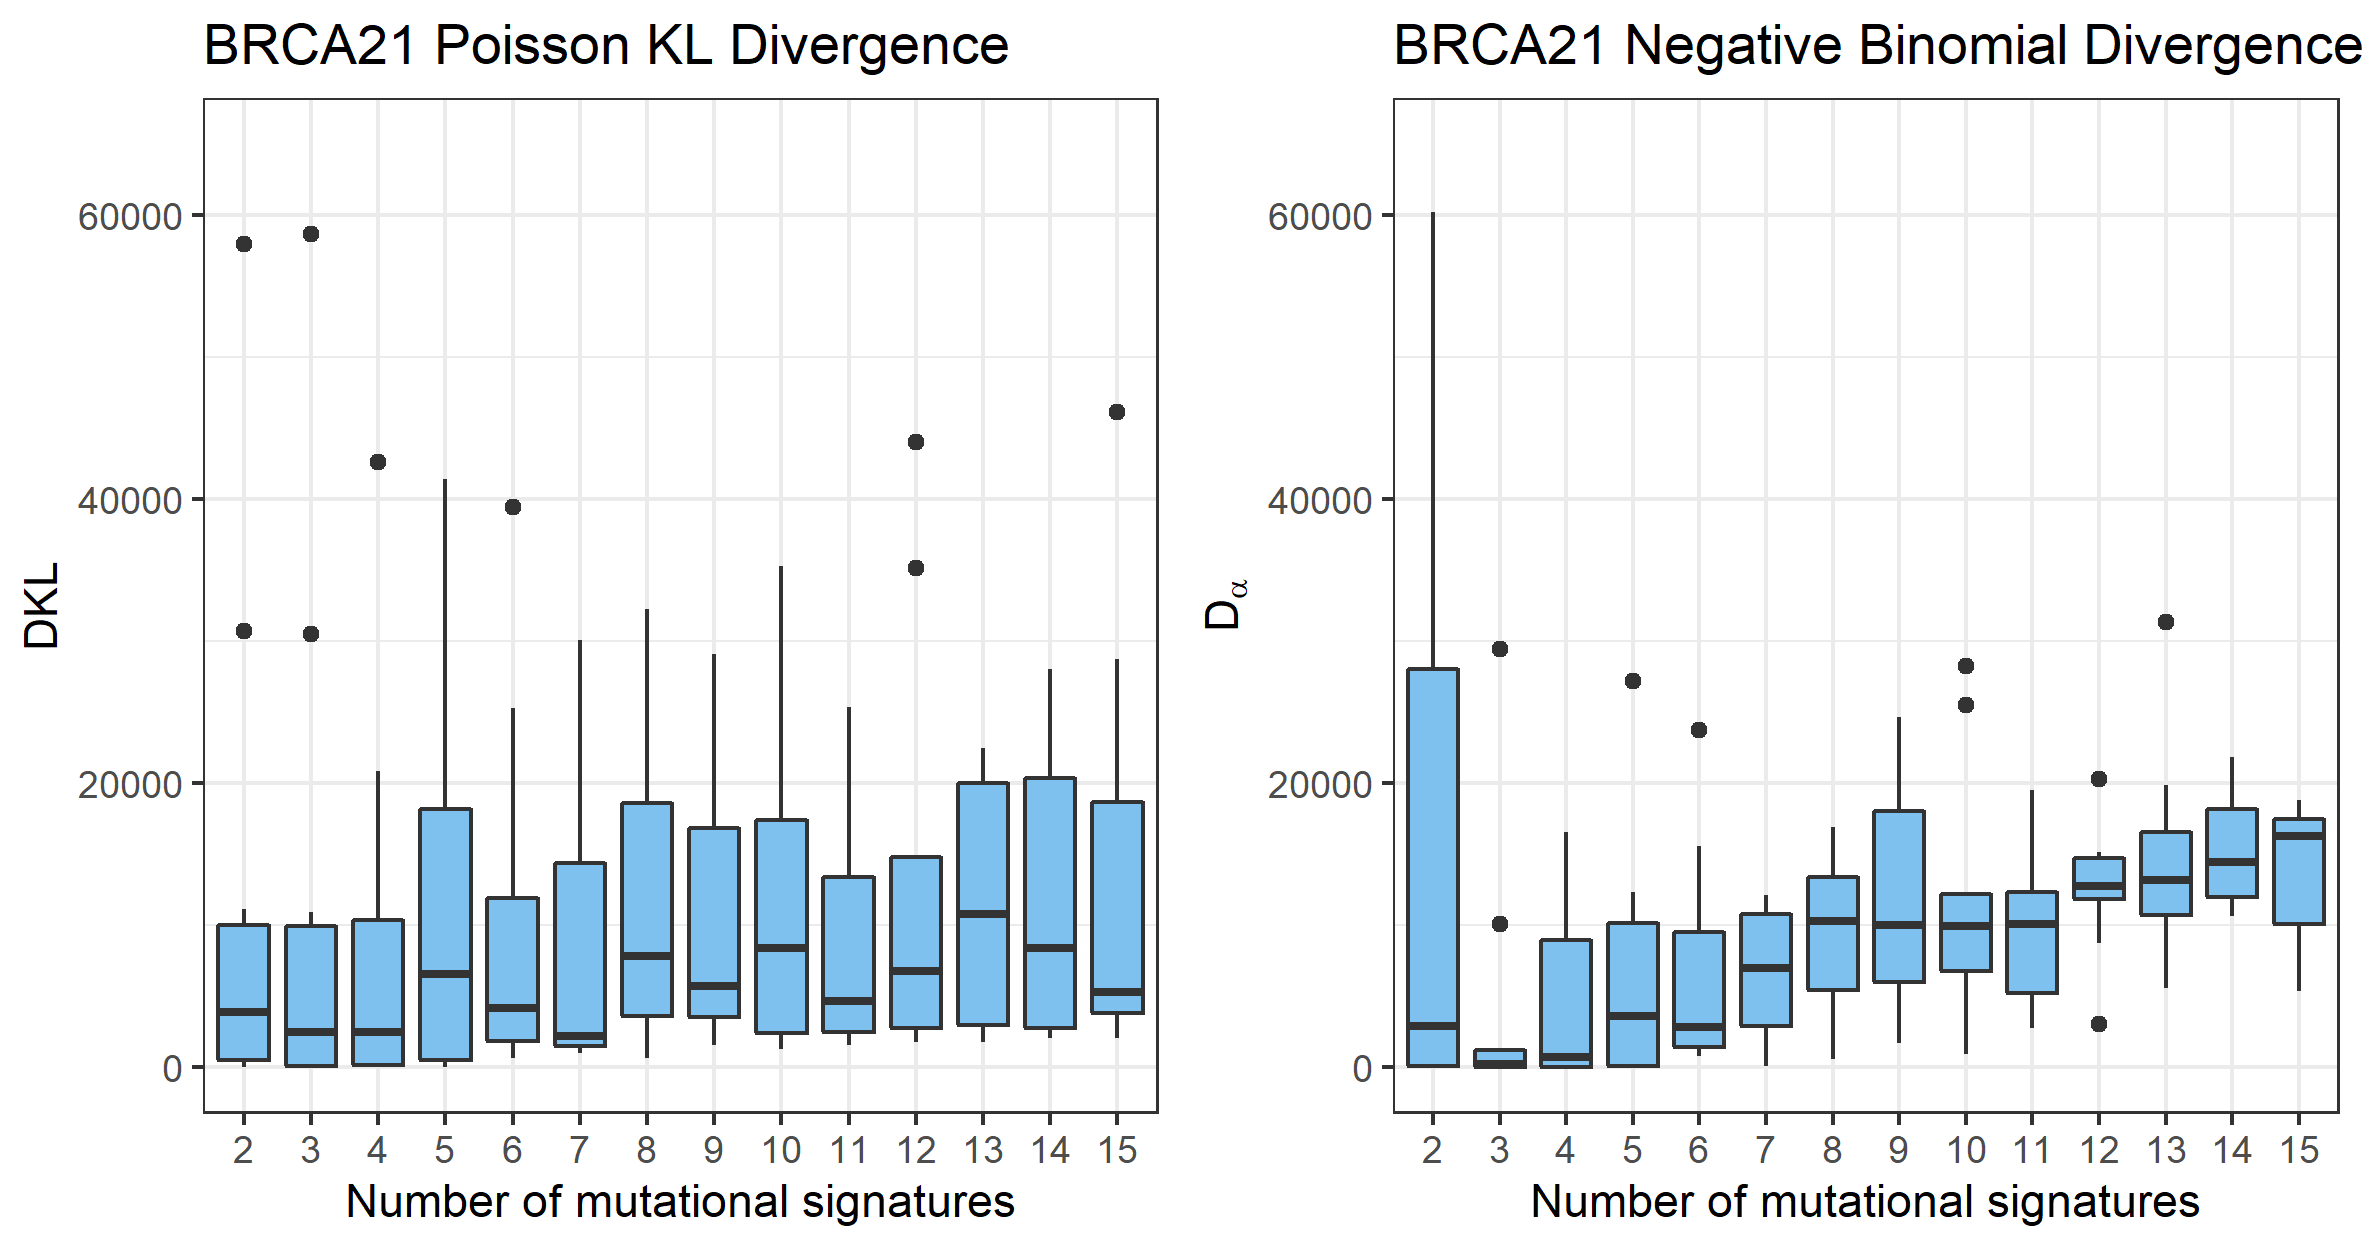 BRCA21 Poisson KL Divergence
DKL
60000
40000
20000
0
2 3 4 5 6 7 8 9 10 11 12 13 14 15
Number of mutational signatures
BRCA21 Negative Binomial Divergence
Dα
60000
40000
20000
0
2 3 4 5 6 7 8 9 10 11 12 13 14 15
Number of mutational signatures